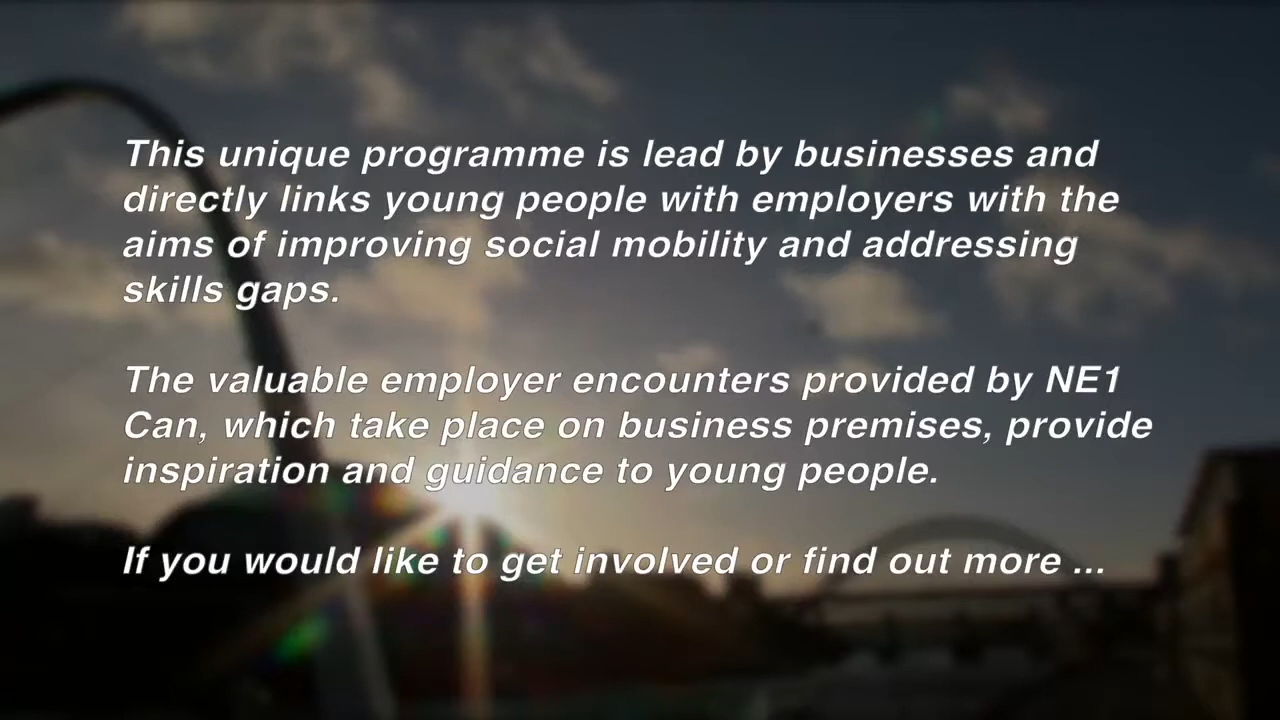 This unique programme is lead by businesses and
directly links young people with employers with the
aims of improving social mobility and addressing
skills gaps.
The valuable employer encounters provided by NE1
Can, which take place on business premises, provide
inspiration and guidance to young people.
If you would like to get involved or find out more ...